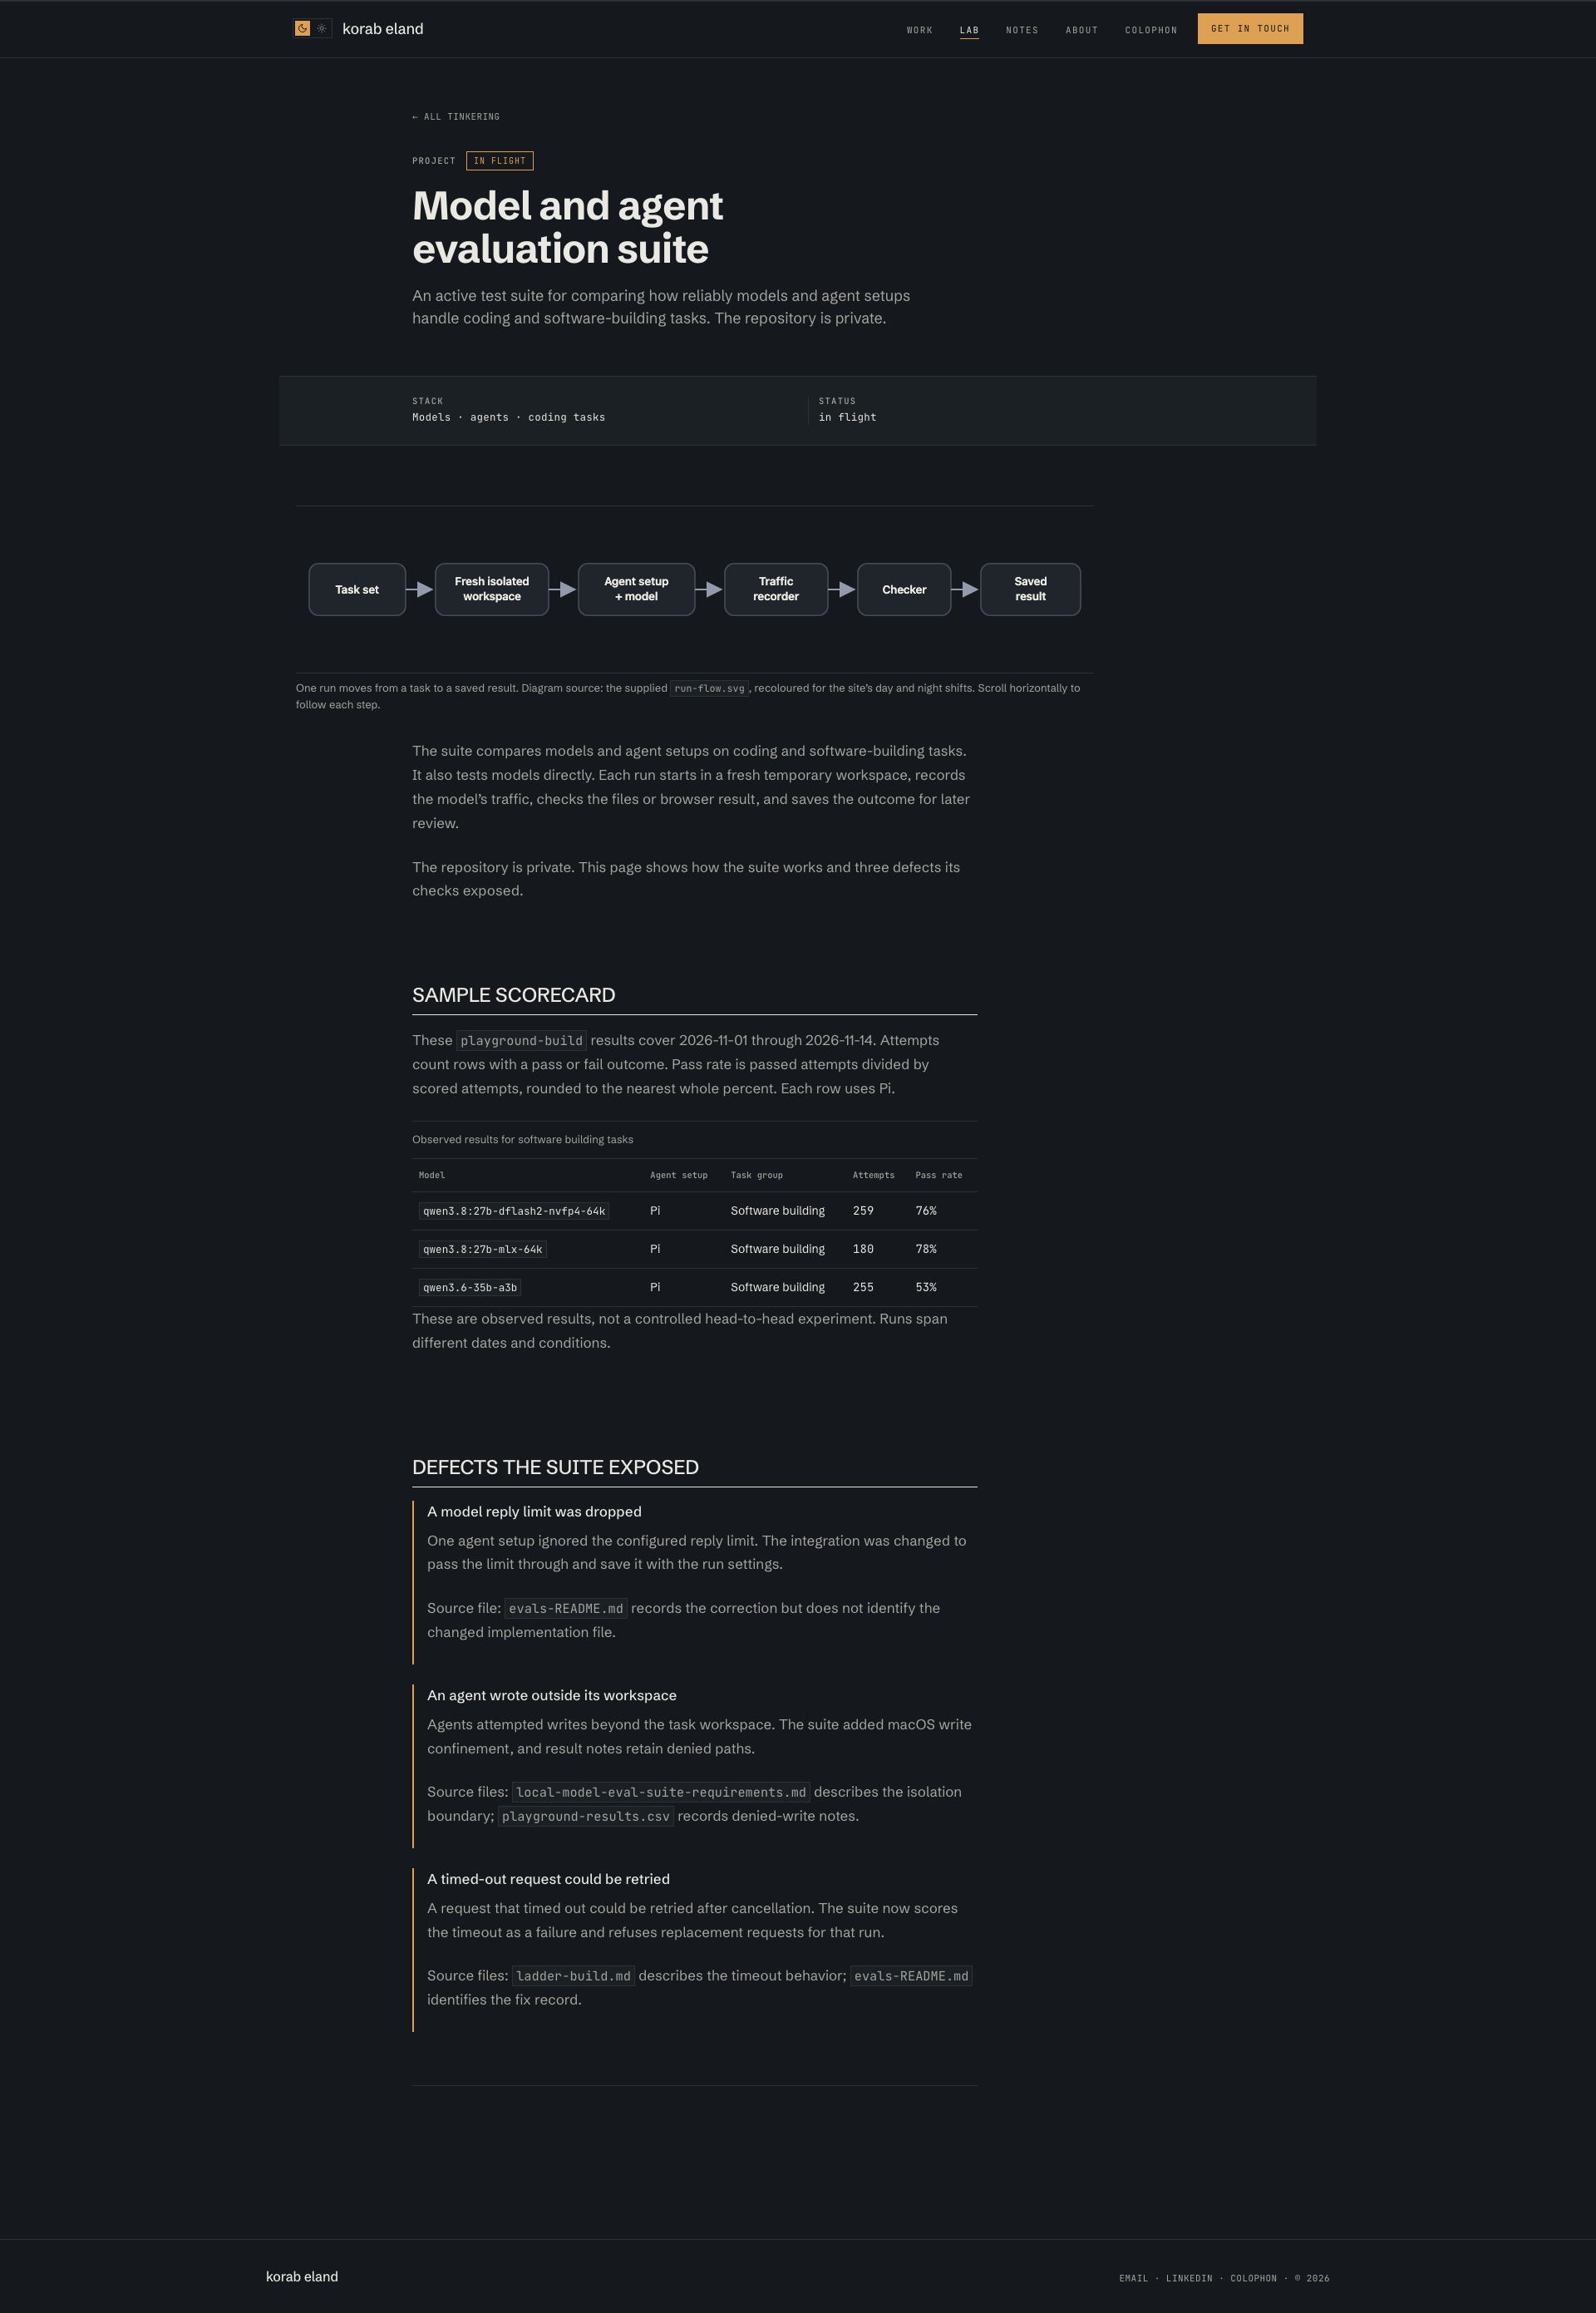 korab eland
WORK LAB NOTES ABOUT COLOPHON GET IN TOUCH
← ALL TINKERING
PROJECT IN FLIGHT
Model and agent
evaluation suite
An active test suite for comparing how reliably models and agent setups
handle coding and software-building tasks. The repository is private.
STACK
Models · agents · coding tasks
STATUS
in flight
Task set
Fresh isolated
workspace
Agent setup
+ model
Traffic
recorder
Checker
Saved
result
One run moves from a task to a saved result. Diagram source: the supplied run-flow.svg, recoloured for the site’s day and night shifts. Scroll horizontally to
follow each step.
The suite compares models and agent setups on coding and software-building tasks.
It also tests models directly. Each run starts in a fresh temporary workspace, records
the model’s traffic, checks the files or browser result, and saves the outcome for later
review.
The repository is private. This page shows how the suite works and three defects its
checks exposed.
SAMPLE SCORECARD
These playground-build results cover 2026-11-01 through 2026-11-14. Attempts
count rows with a pass or fail outcome. Pass rate is passed attempts divided by
scored attempts, rounded to the nearest whole percent. Each row uses Pi.
Observed results for software building tasks
Model Agent setup Task group Attempts Pass rate
qwen3.8:27b-dflash2-nvfp4-64k Pi Software building 259 76%
qwen3.8:27b-mlx-64k Pi Software building 180 78%
qwen3.6-35b-a3b Pi Software building 255 53%
These are observed results, not a controlled head-to-head experiment. Runs span
different dates and conditions.
DEFECTS THE SUITE EXPOSED
A model reply limit was dropped
One agent setup ignored the configured reply limit. The integration was changed to
pass the limit through and save it with the run settings.
Source file: evals-README.md records the correction but does not identify the
changed implementation file.
An agent wrote outside its workspace
Agents attempted writes beyond the task workspace. The suite added macOS write
confinement, and result notes retain denied paths.
Source files: local-model-eval-suite-requirements.md describes the isolation
boundary; playground-results.csv records denied-write notes.
A timed-out request could be retried
A request that timed out could be retried after cancellation. The suite now scores
the timeout as a failure and refuses replacement requests for that run.
Source files: ladder-build.md describes the timeout behavior; evals-README.md
identifies the fix record.
korab eland
EMAIL · LINKEDIN · COLOPHON · © 2026